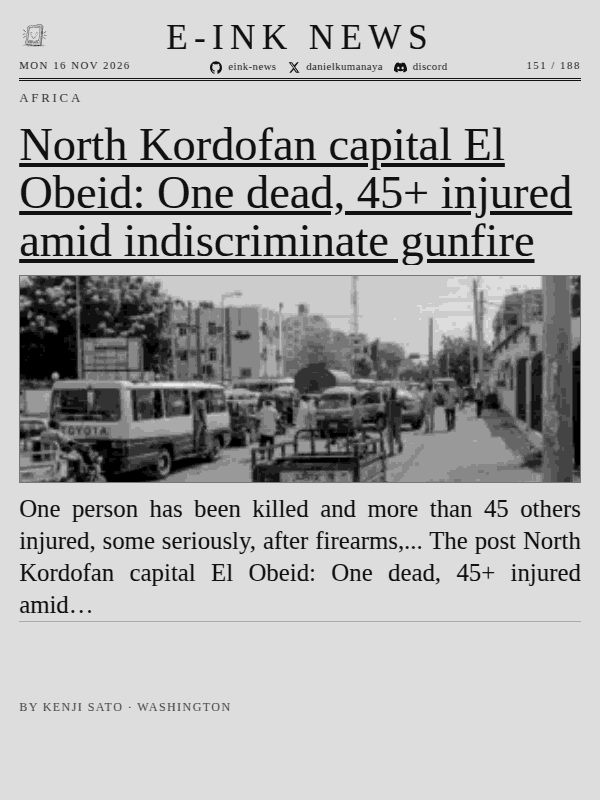 E-INK NEWS
MON 16 NOV 2026
eink-news
danielkumanaya
discord
151 / 188
AFRICA
North Kordofan capital El
Obeid: One dead, 45+ injured
amid indiscriminate gunfire
TOYOTA
One person has been killed and more than 45 others
injured, some seriously, after firearms,... The post North
Kordofan capital El Obeid: One dead, 45+ injured
amid…
BY KENJI SATO · WASHINGTON